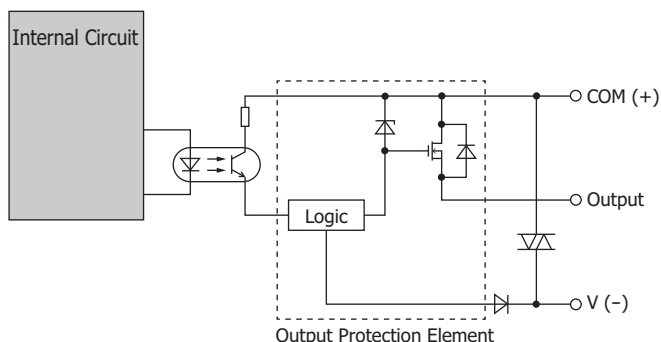 Internal Circuit
COM (+)
Logic
Output
V (–)
Output Protection Element